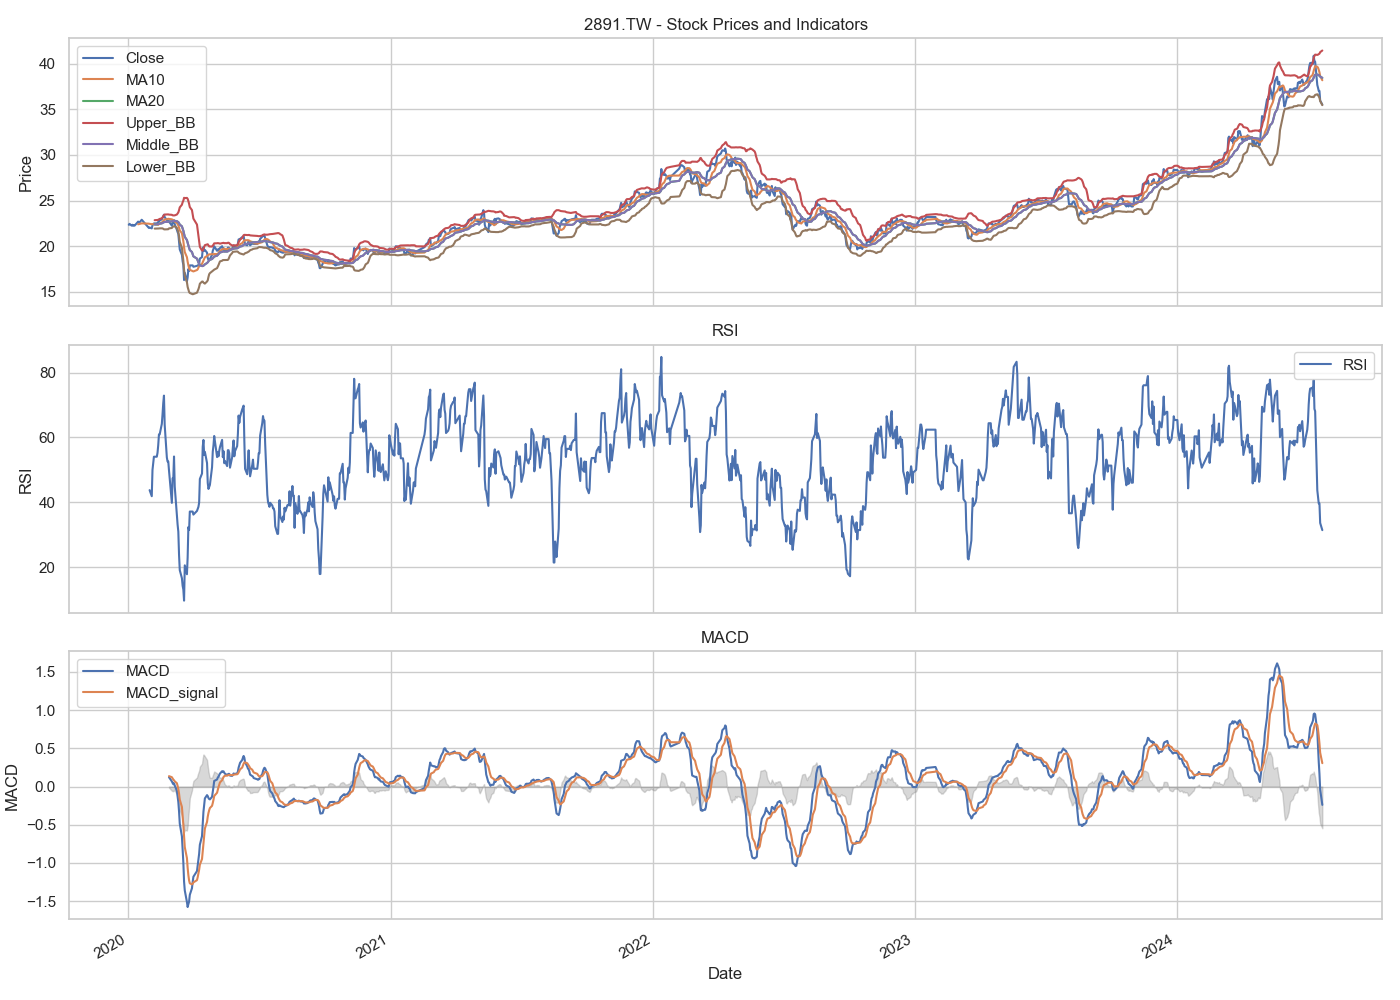 2891.TW - Stock Prices and Indicators
Close
MA10
MA20
Upper_BB
Middle_BB
Lower_BB
Price
40
35
30
25
20
15
RSI
RSI
RSI
80
60
40
20
MACD
MACD
MACD_signal
MACD
1.5
1.0
0.5
0.0
−0.5
−1.0
−1.5
2020
2021
2022
2023
2024
Date